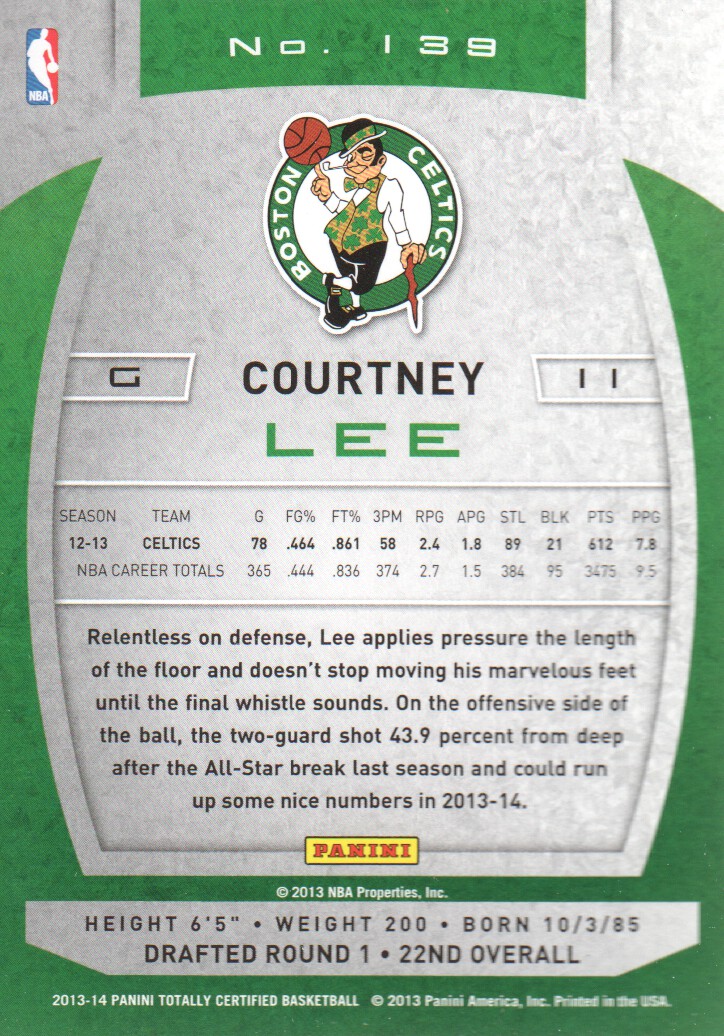 No. 139
NBA
BOSTON CELTICS
G COURTNEY 11
LEE
SEASON TEAM G FG% FT% 3PM RPG APG STL BLK PTS PPG
12-13 CELTICS 78 .464 .861 58 2.4 1.8 89 21 612 7.8
NBA CAREER TOTALS 365 .444 .836 374 2.7 1.5 384 95 3475 9.5
Relentless on defense, Lee applies pressure the length
of the floor and doesn't stop moving his marvelous feet
until the final whistle sounds. On the offensive side of
the ball, the two-guard shot 43.9 percent from deep
after the All-Star break last season and could run
up some nice numbers in 2013-14.
PANINI
© 2013 NBA Properties, Inc.
HEIGHT 6'5" • WEIGHT 200 • BORN 10/3/85
DRAFTED ROUND 1 • 22ND OVERALL
2013-14 PANINI TOTALLY CERTIFIED BASKETBALL © 2013 Panini America, Inc. Printed in the USA.